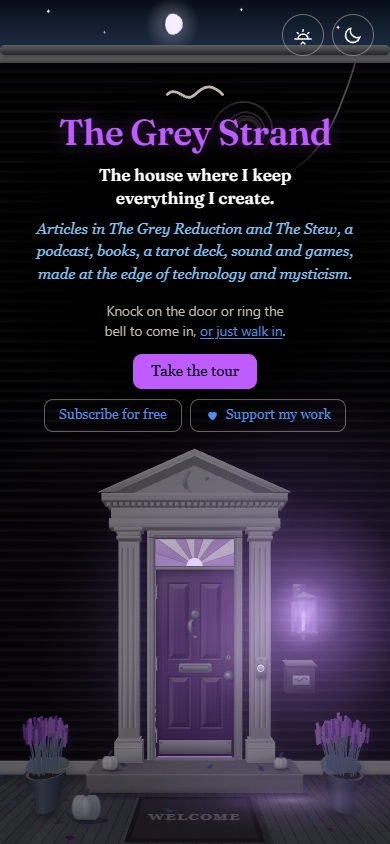 The Grey Strand
The house where I keep
everything I create.
Articles in The Grey Reduction and The Stew, a
podcast, books, a tarot deck, sound and games,
made at the edge of technology and mysticism.
Knock on the door or ring the
bell to come in, or just walk in.
Take the tour
Subscribe for free
Support my work
WELCOME